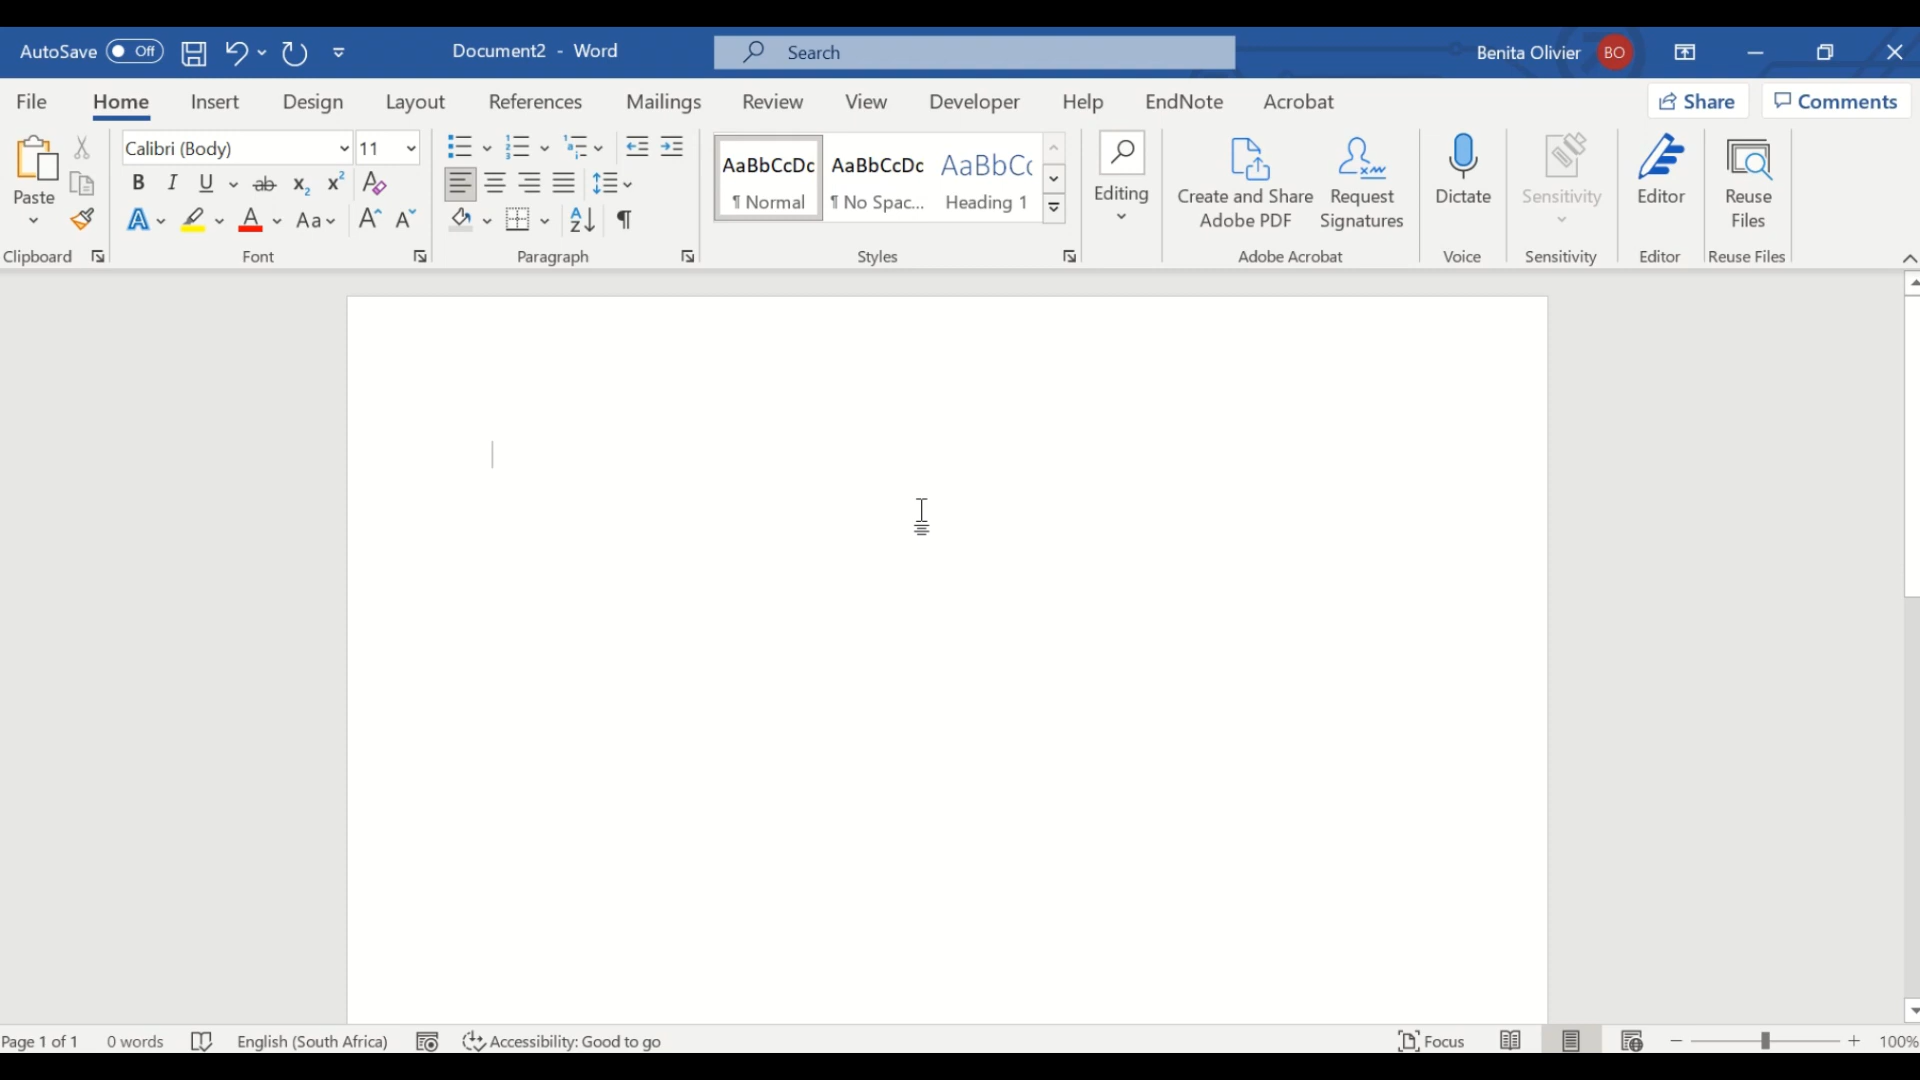 AutoSave Off Document2 - Word Search Benita Olivier BO
File Home Insert Design Layout References Mailings Review View Developer Help EndNote Acrobat Share Comments
Calibri (Body) 11
AaBbCcDc AaBbCcDc AaBbC
Paste Editing Create and Share Request Dictate Sensitivity Editor Reuse
¶ Normal ¶ No Spac... Heading 1 Adobe PDF Signatures Files
Clipboard Font Paragraph Styles Adobe Acrobat Voice Sensitivity Editor Reuse Files
Page 1 of 1 0 words English (South Africa) Accessibility: Good to go Focus 100%